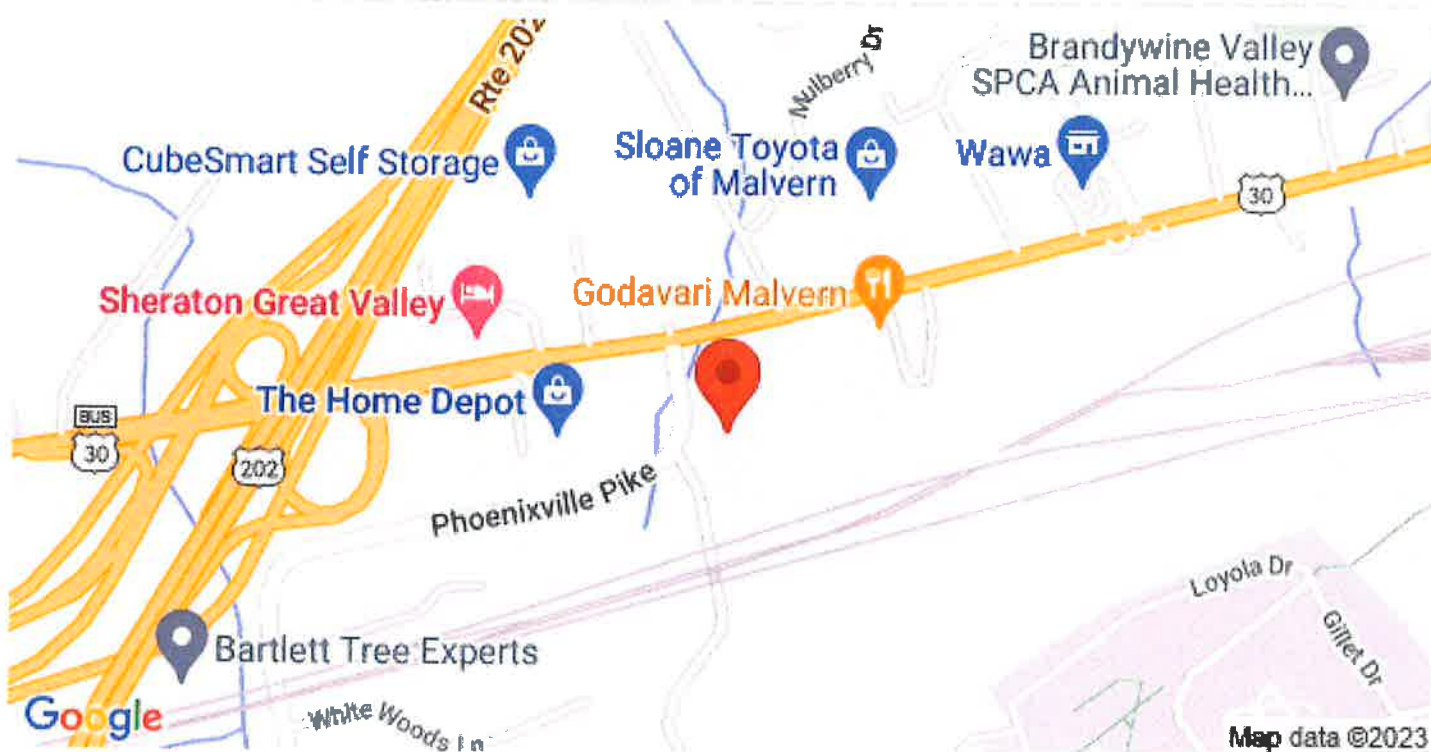 Rte 202
Mulberry Dr
Brandywine Valley
SPCA Animal Health...
CubeSmart Self Storage
Sloane Toyota
of Malvern
Wawa
30
Sheraton Great Valley
Godavari Malvern
The Home Depot
BUS
30
202
Phoenixville Pike
Loyola Dr
Gillet Dr
Bartlett Tree Experts
Google
White Woods Ln
Map data ©2023